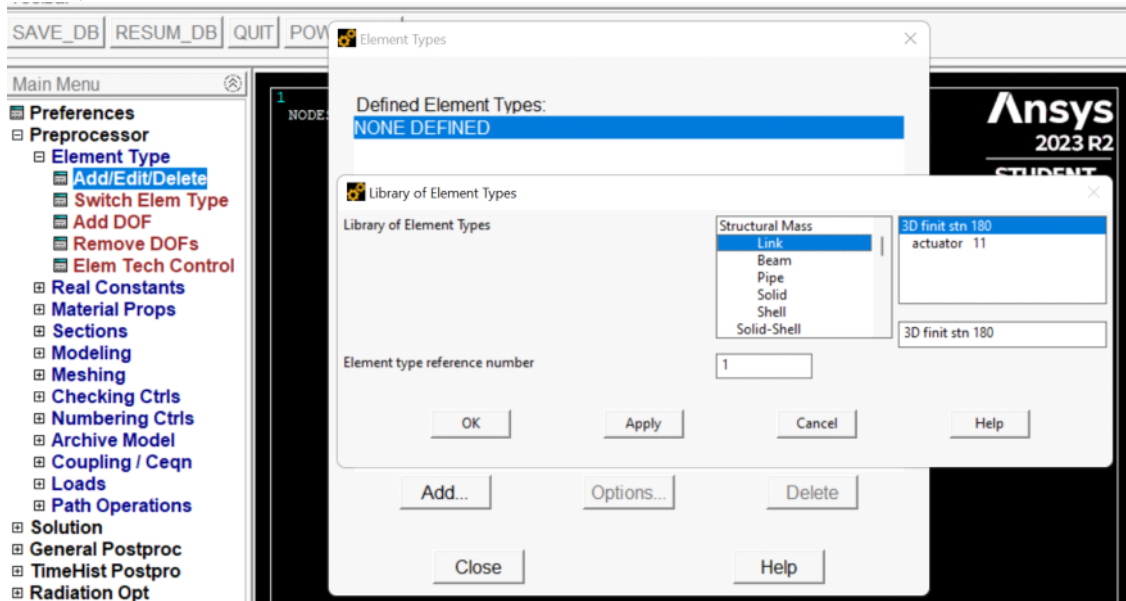 SAVE_DB RESUM_DB QUIT
Element Types
Main Menu
Preferences
Preprocessor
Element Type
Add/Edit/Delete
Switch Elem Type
Add DOF
Remove DOFs
Elem Tech Control
Real Constants
Material Props
Sections
Modeling
Meshing
Checking Ctrls
Numbering Ctrls
Archive Model
Coupling / Ceqn
Loads
Path Operations
Solution
General Postproc
TimeHist Postpro
Radiation Opt
1
Defined Element Types:
NONE DEFINED
Ansys
2023 R2
STUDENT
Library of Element Types
Library of Element Types
Structural Mass
Link
Beam
Pipe
Solid
Shell
Solid-Shell
3D finit stn 180
actuator 11
3D finit stn 180
Element type reference number
1
OK Apply Cancel Help
Add... Options... Delete
Close Help